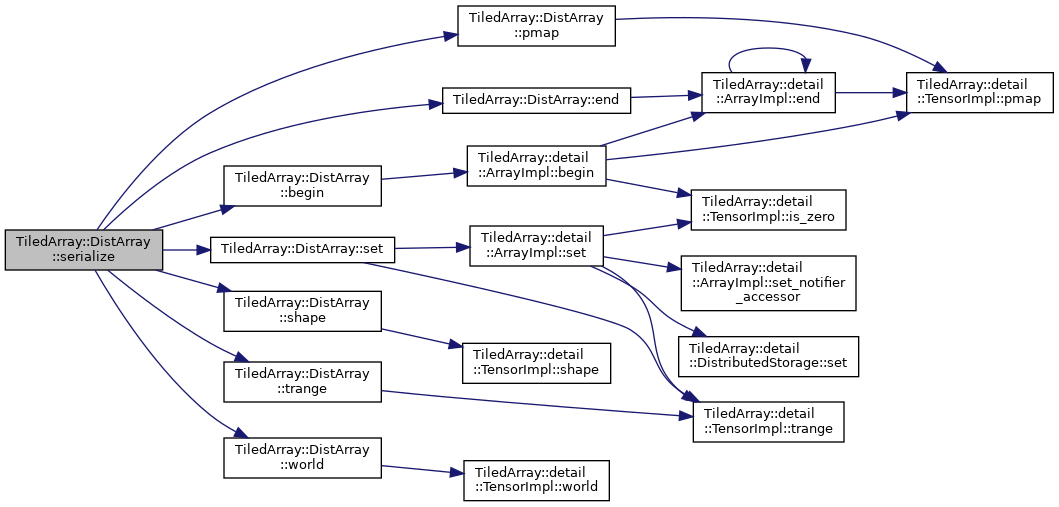 TiledArray::DistArray
::serialize
TiledArray::DistArray
::pmap
TiledArray::DistArray::end
TiledArray::DistArray
::begin
TiledArray::DistArray::set
TiledArray::DistArray
::shape
TiledArray::DistArray
::trange
TiledArray::DistArray
::world
TiledArray::detail
::ArrayImpl::begin
TiledArray::detail
::ArrayImpl::set
TiledArray::detail
::TensorImpl::shape
TiledArray::detail
::TensorImpl::world
TiledArray::detail
::ArrayImpl::end
TiledArray::detail
::TensorImpl::is_zero
TiledArray::detail
::ArrayImpl::set_notifier
_accessor
TiledArray::detail
::DistributedStorage::set
TiledArray::detail
::TensorImpl::trange
TiledArray::detail
::TensorImpl::pmap